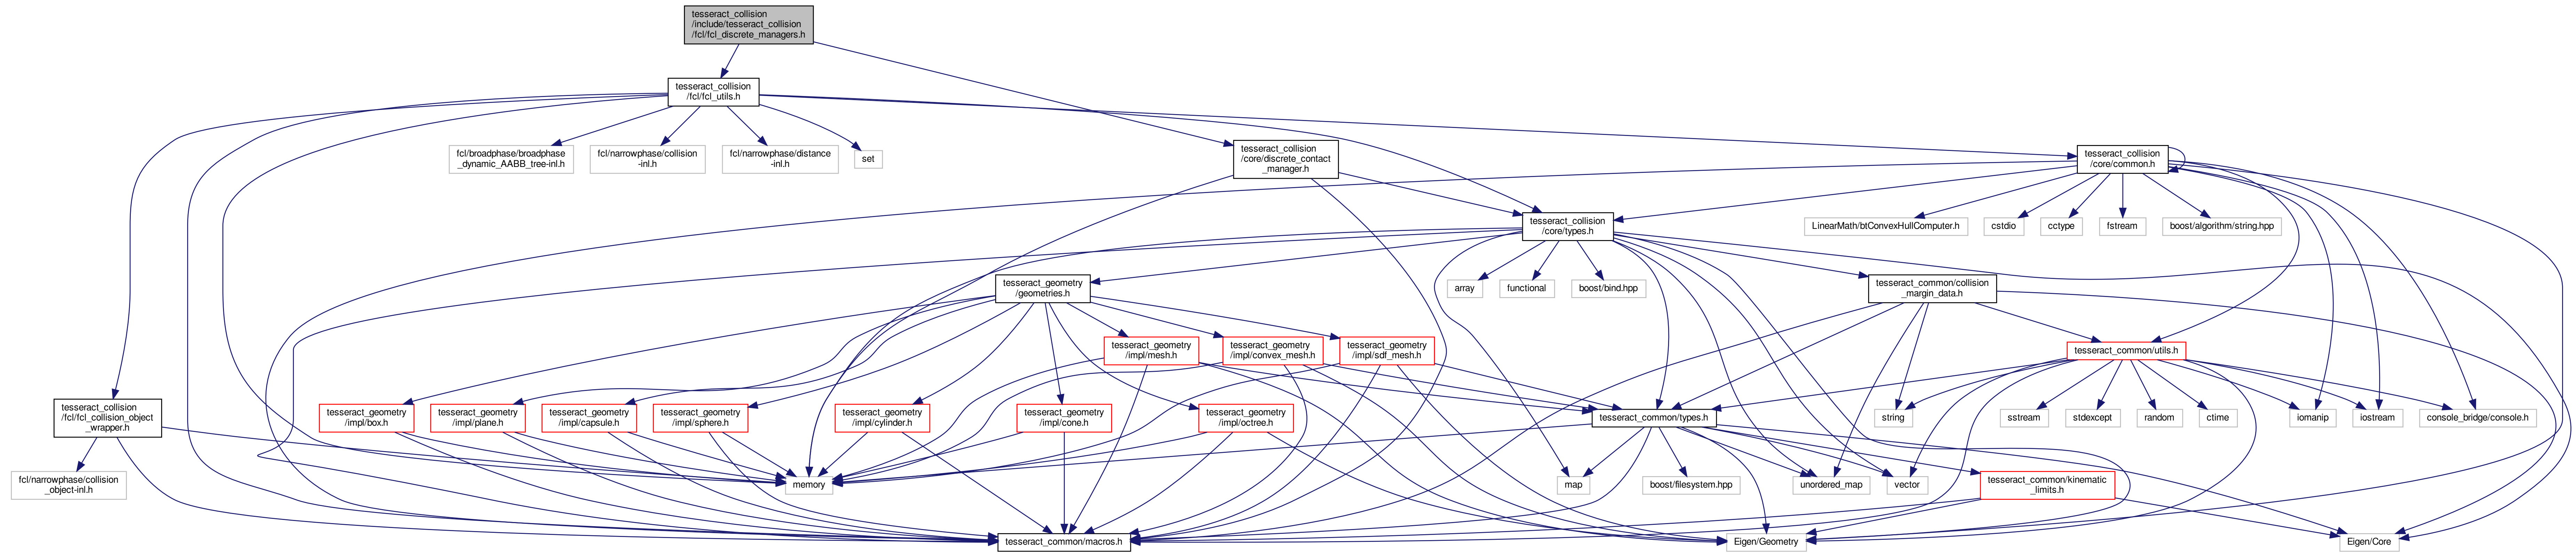 tesseract_collision
/include/tesseract_collision
/fcl/fcl_discrete_managers.h
tesseract_collision
/fcl/fcl_utils.h
fcl/broadphase/broadphase
_dynamic_AABB_tree-inl.h
fcl/narrowphase/collision
-inl.h
fcl/narrowphase/distance
-inl.h
set
tesseract_collision
/core/discrete_contact
_manager.h
tesseract_collision
/core/common.h
tesseract_collision
/core/types.h
LinearMath/btConvexHullComputer.h
cstdio
cctype
fstream
boost/algorithm/string.hpp
tesseract_geometry
/geometries.h
array
functional
boost/bind.hpp
tesseract_common/collision
_margin_data.h
tesseract_geometry
/impl/mesh.h
tesseract_geometry
/impl/convex_mesh.h
tesseract_geometry
/impl/sdf_mesh.h
tesseract_common/utils.h
tesseract_collision
/fcl/fcl_collision_object
_wrapper.h
tesseract_geometry
/impl/box.h
tesseract_geometry
/impl/plane.h
tesseract_geometry
/impl/capsule.h
tesseract_geometry
/impl/sphere.h
tesseract_geometry
/impl/cylinder.h
tesseract_geometry
/impl/cone.h
tesseract_geometry
/impl/octree.h
tesseract_common/types.h
string
sstream
stdexcept
random
ctime
iomanip
iostream
console_bridge/console.h
fcl/narrowphase/collision
_object-inl.h
memory
map
boost/filesystem.hpp
unordered_map
vector
tesseract_common/kinematic
_limits.h
tesseract_common/macros.h
Eigen/Geometry
Eigen/Core